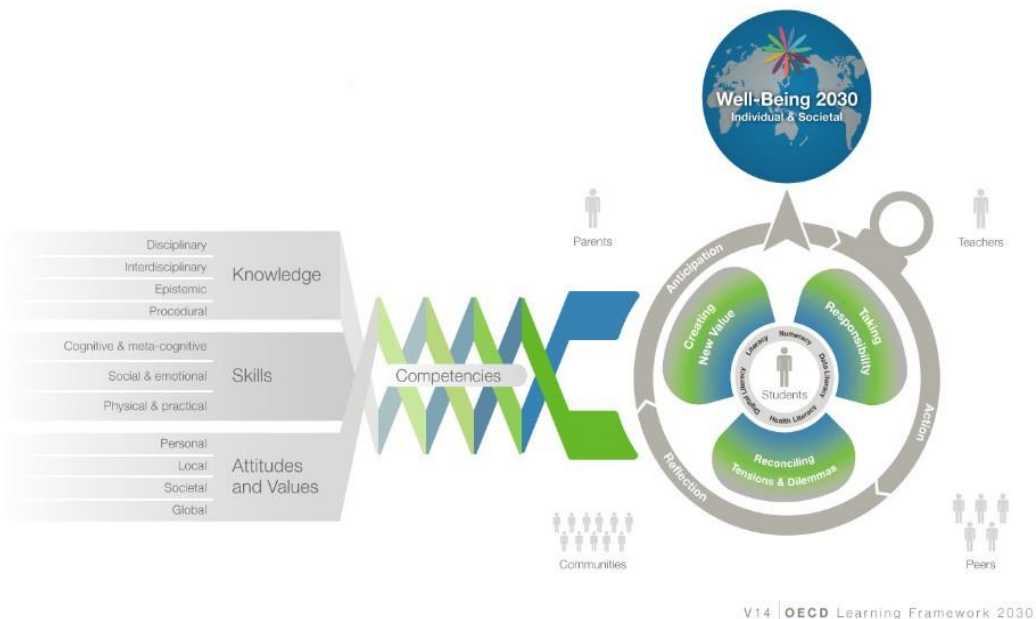 Well-Being 2030
Individual & Societal
Parents
Teachers
Disciplinary
Interdisciplinary
Epistemic
Procedural
Knowledge
Cognitive & meta-cognitive
Social & emotional
Physical & practical
Skills
Personal
Local
Societal
Global
Attitudes
and Values
Competencies
Anticipation
Action
Reflection
Creating
New Value
Taking
Responsibility
Reconciling
Tensions & Dilemmas
Literacy
Numeracy
Data Literacy
Health Literacy
Digital Literacy
Students
Communities
Peers
V14 | OECD Learning Framework 2030